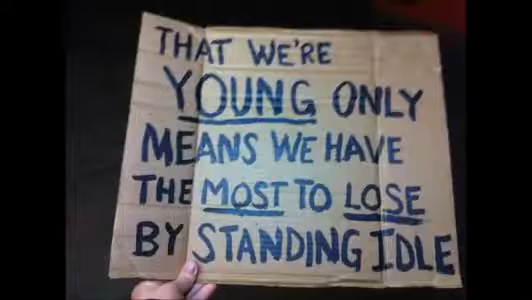 THAT WE'RE
YOUNG ONLY
MEANS WE HAVE
THE MOST TO LOSE
BY STANDING IDLE